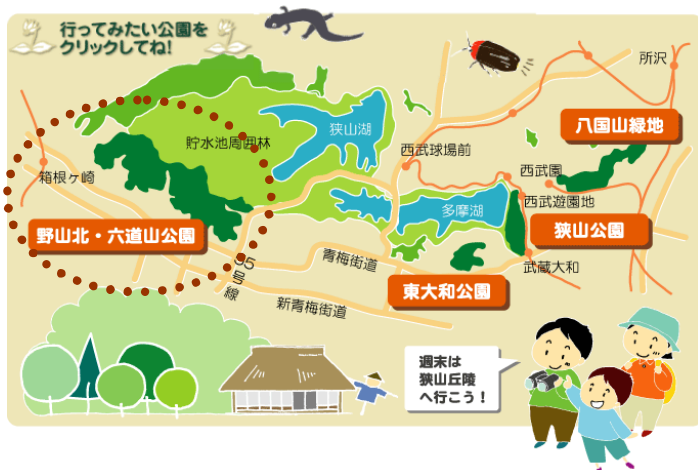 行ってみたい公園を
クリックしてね!
所沢
八国山緑地
狭山湖
貯水池周囲林
西武球場前
西武園
箱根ヶ崎
西武遊園地
多摩湖
狭山公園
野山北・六道山公園
武蔵大和
青梅街道
東大和公園
55号線
新青梅街道
週末は
狭山丘陵
へ行こう!